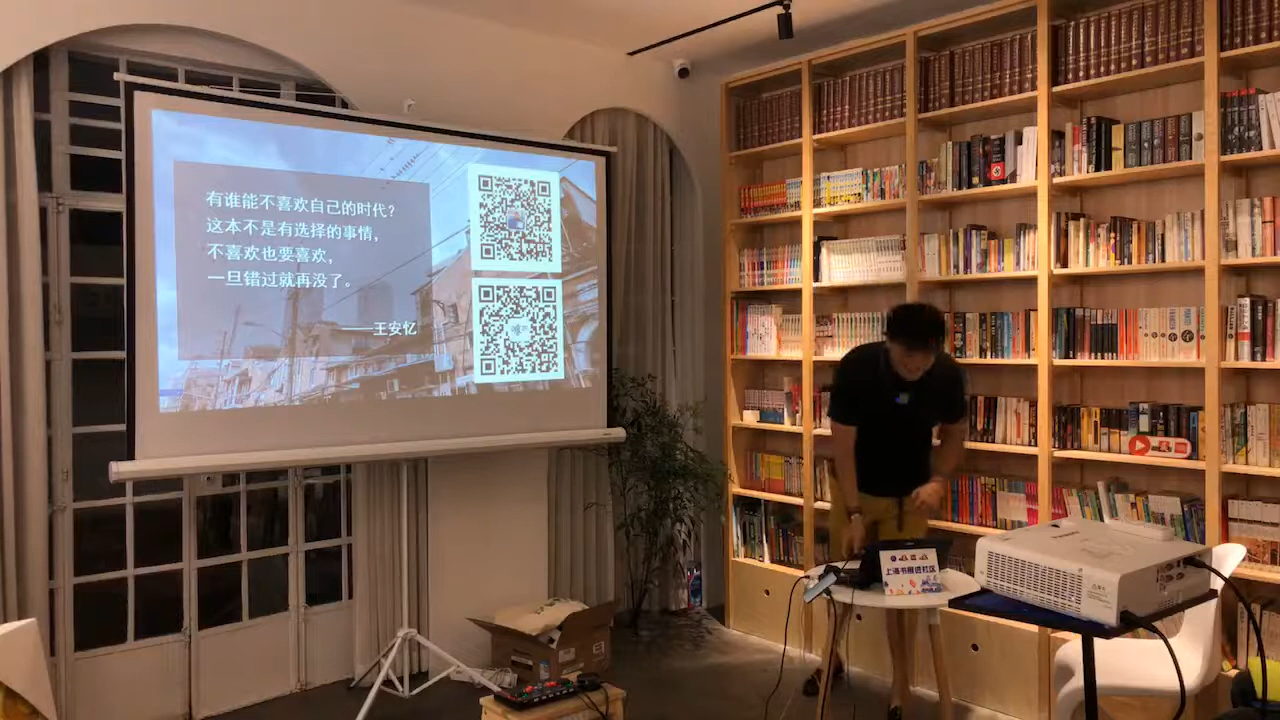 有谁能不喜欢自己的时代？
这本不是有选择的事情，
不喜欢也要喜欢，
一旦错过就再没了。
——王安忆
上海书展进社区